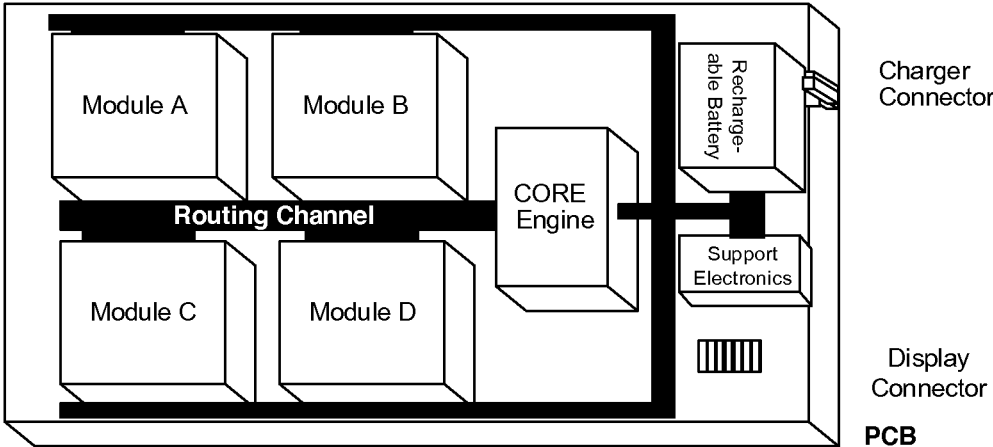 Module A
Module B
Recharge-
able Battery
Charger
Connector
CORE
Engine
Routing Channel
Support
Electronics
Module C
Module D
Display
Connector
PCB